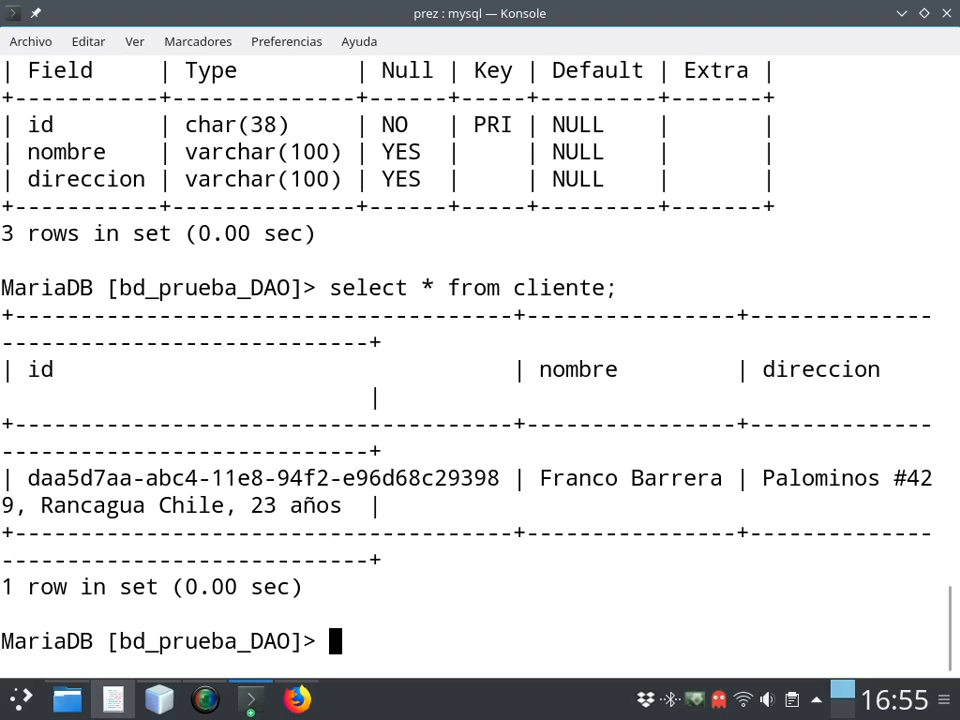 prez : mysql — Konsole
Archivo Editar Ver Marcadores Preferencias Ayuda
| Field     | Type         | Null | Key | Default | Extra |
+-----------+--------------+------+-----+---------+-------+
| id        | char(38)     | NO   | PRI | NULL    |       |
| nombre    | varchar(100) | YES  |     | NULL    |       |
| direccion | varchar(100) | YES  |     | NULL    |       |
+-----------+--------------+------+-----+---------+-------+
3 rows in set (0.00 sec)
MariaDB [bd_prueba_DAO]> select * from cliente;
+--------------------------------------+----------------+--------------
----------------------------+
| id                                   | nombre         | direccion
                            |
+--------------------------------------+----------------+--------------
----------------------------+
| daa5d7aa-abc4-11e8-94f2-e96d68c29398 | Franco Barrera | Palominos #42
9, Rancagua Chile, 23 años  |
+--------------------------------------+----------------+--------------
----------------------------+
1 row in set (0.00 sec)
MariaDB [bd_prueba_DAO]>
16:55